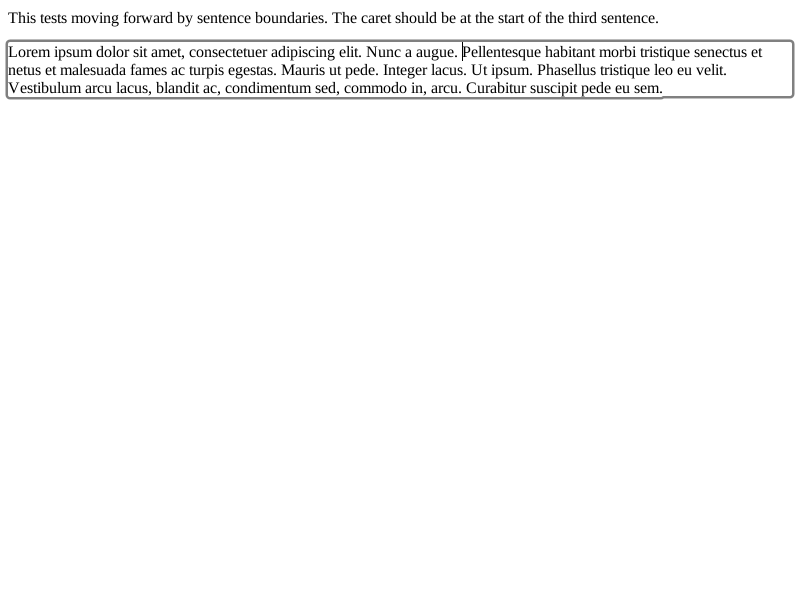 This tests moving forward by sentence boundaries. The caret should be at the start of the third sentence.
Lorem ipsum dolor sit amet, consectetuer adipiscing elit. Nunc a augue. Pellentesque habitant morbi tristique senectus et
netus et malesuada fames ac turpis egestas. Mauris ut pede. Integer lacus. Ut ipsum. Phasellus tristique leo eu velit.
Vestibulum arcu lacus, blandit ac, condimentum sed, commodo in, arcu. Curabitur suscipit pede eu sem.